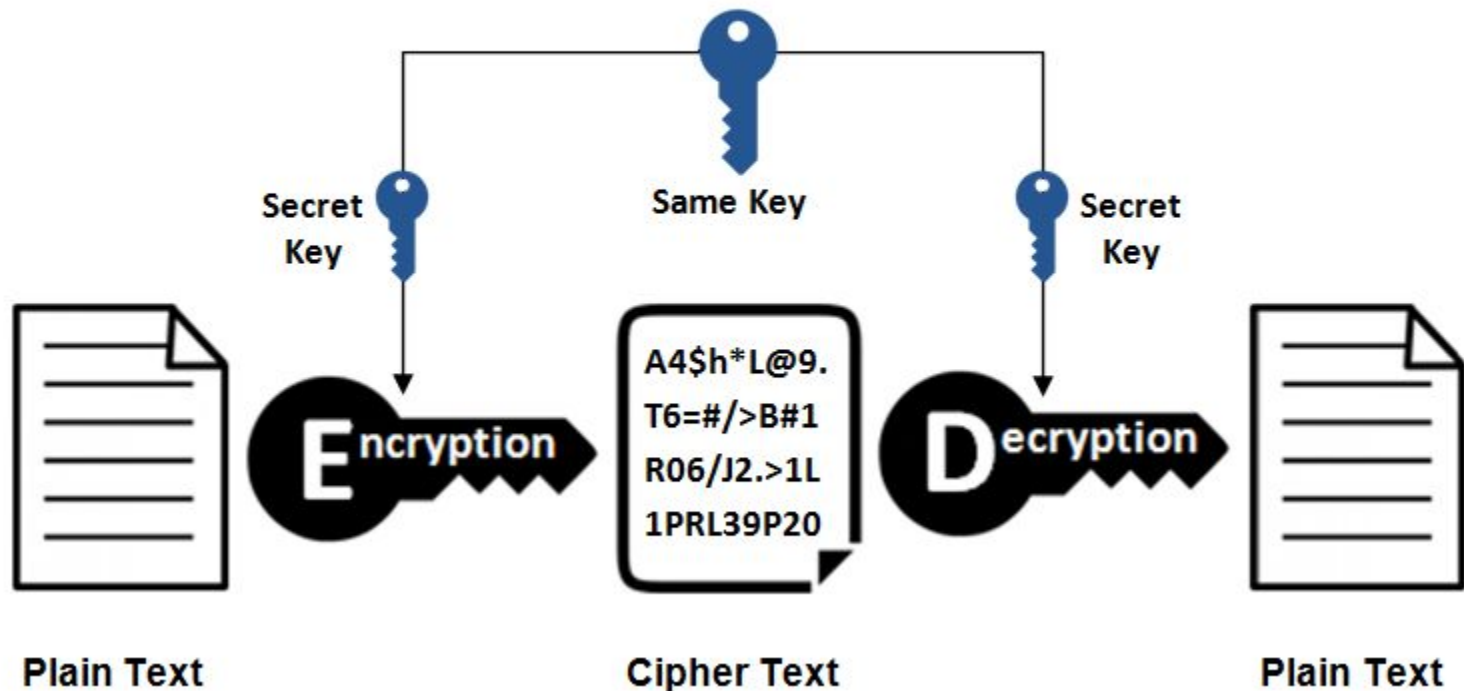 Same Key
Secret
Key
Secret
Key
Encryption
A4$h*L@9.
T6=#/>B#1
R06/J2.>1L
1PRL39P20
Decryption
Plain Text
Cipher Text
Plain Text